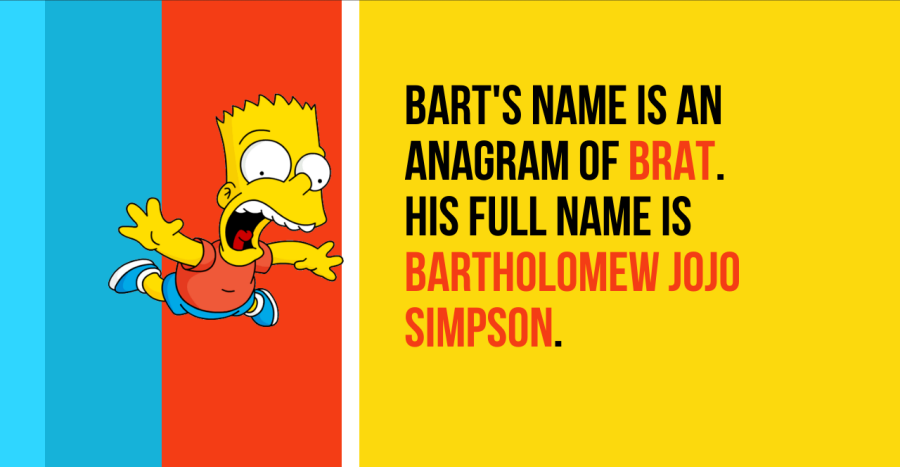 BART'S NAME IS AN
ANAGRAM OF BRAT.
HIS FULL NAME IS
BARTHOLOMEW JOJO
SIMPSON.